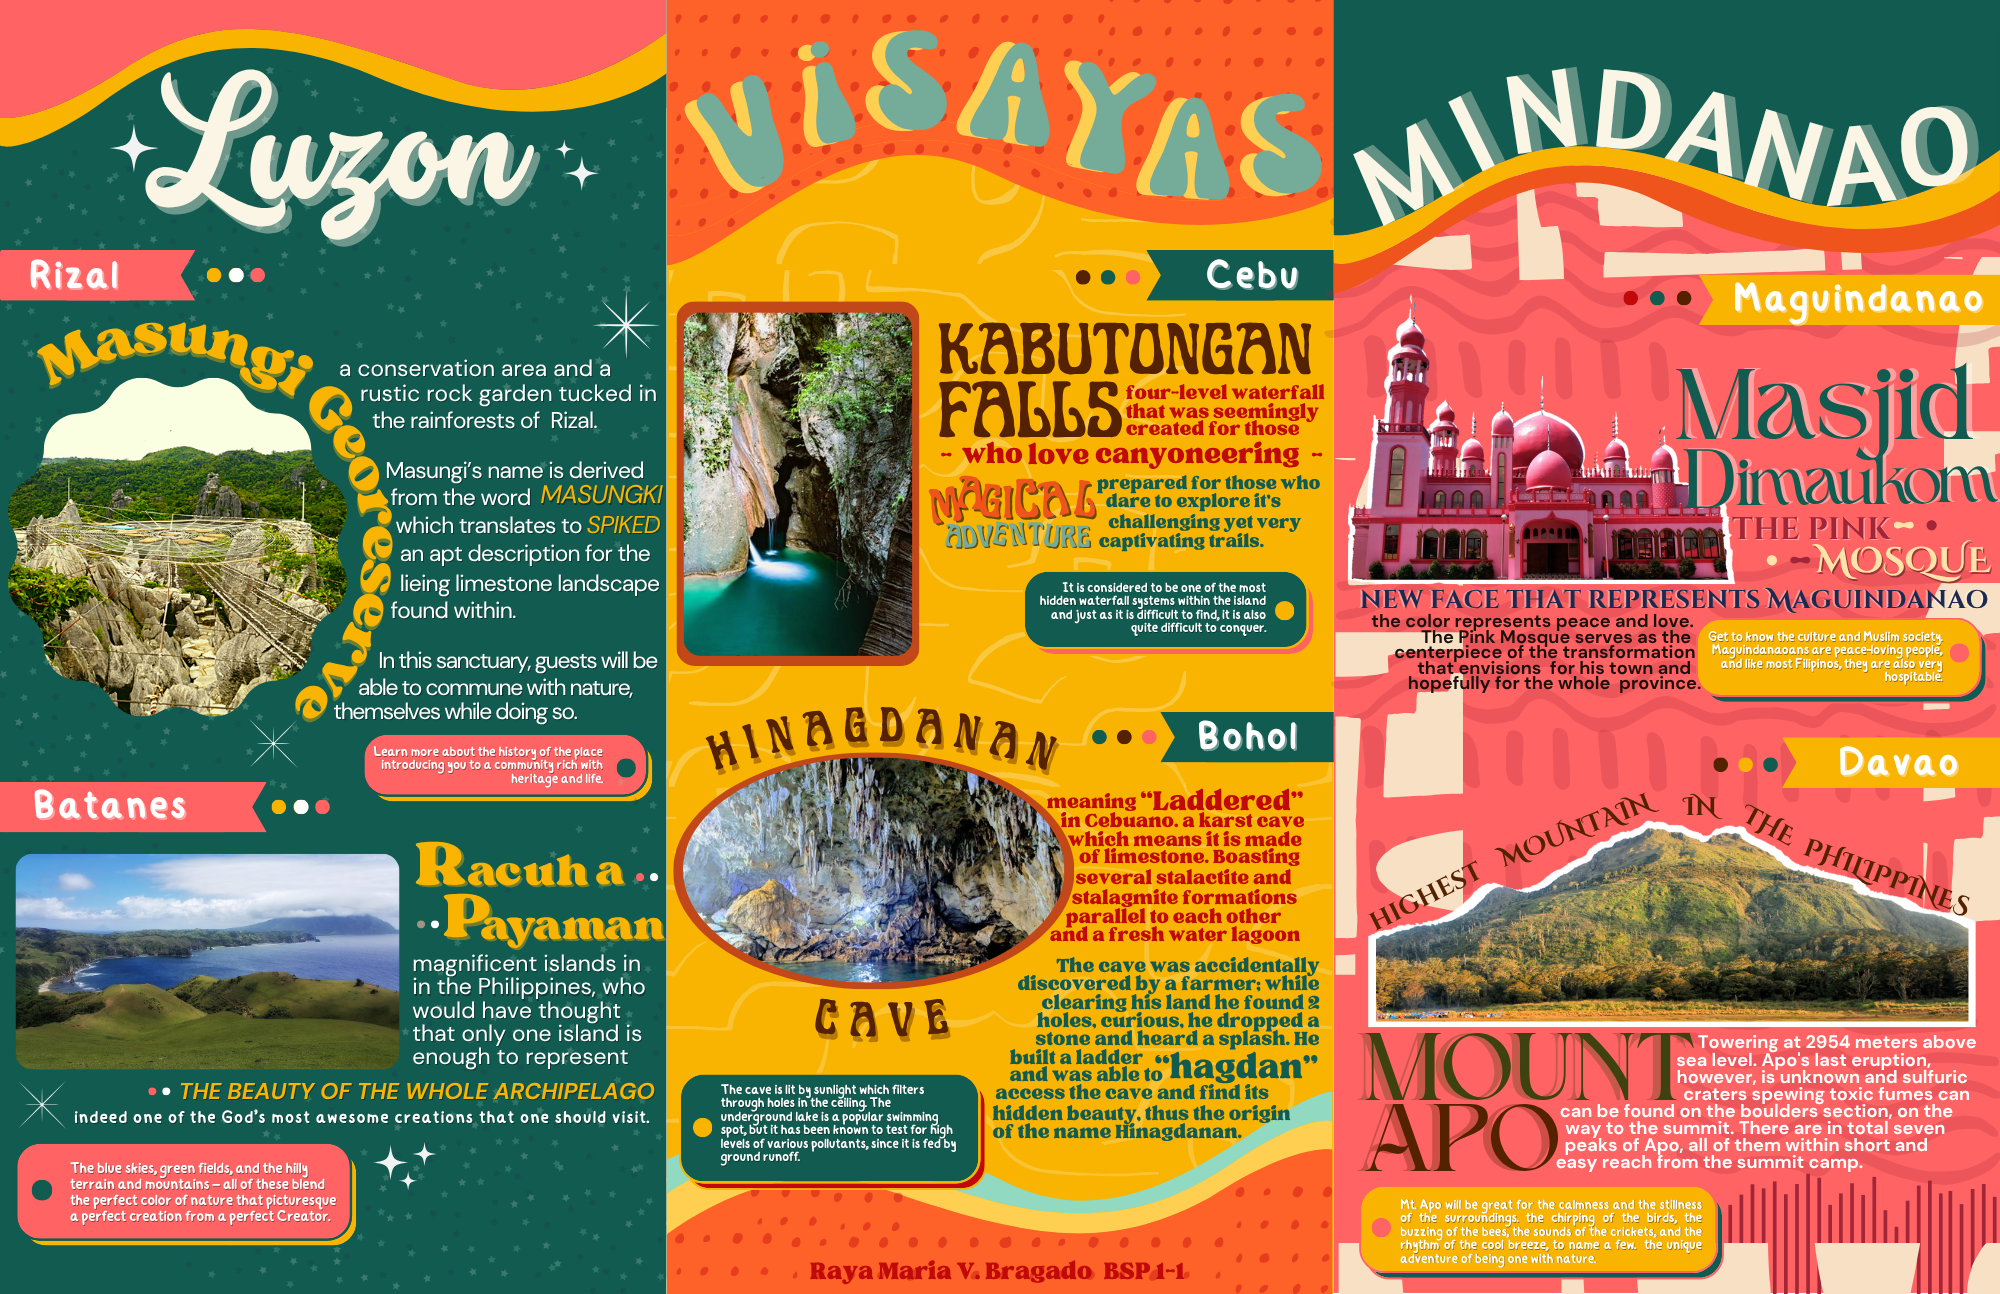 Luzon
Rizal
Masungi Georeserve
a conservation area and a
rustic rock garden tucked in
the rainforests of Rizal.
Masungi's name is derived
from the word MASUNGKI
which translates to SPIKED
an apt description for the
lieing limestone landscape
found within.
In this sanctuary, guests will be
able to commune with nature,
themselves while doing so.
Learn more about the history of the place
introducing you to a community rich with
heritage and life.
Batanes
Racuh a
Payaman
magnificent islands in
in the Philippines, who
would have thought
that only one island is
enough to represent
THE BEAUTY OF THE WHOLE ARCHIPELAGO
indeed one of the God's most awesome creations that one should visit.
The blue skies, green fields, and the hilly
terrain and mountains – all of these blend
the perfect color of nature that picturesque
a perfect creation from a perfect Creator.
ViSAYAS
Cebu
KABUTONGAN
FALLS
four-level waterfall
that was seemingly
created for those
- who love canyoneering -
MAGICAL
ADVENTURE
prepared for those who
dare to explore it's
challenging yet very
captivating trails.
It is considered to be one of the most
hidden waterfall systems within the island
and just as it is difficult to find, it is also
quite difficult to conquer.
Bohol
HINAGDANAN
CAVE
meaning "Laddered"
in Cebuano. a karst cave
which means it is made
of limestone. Boasting
several stalactite and
stalagmite formations
parallel to each other
and a fresh water lagoon
The cave was accidentally
discovered by a farmer; while
clearing his land he found 2
holes, curious, he dropped a
stone and heard a splash. He
built a ladder "hagdan"
and was able to
access the cave and find its
hidden beauty, thus the origin
of the name Hinagdanan.
The cave is lit by sunlight which filters
through holes in the ceiling. The
underground lake is a popular swimming
spot, but it has been known to test for high
levels of various pollutants, since it is fed by
ground runoff.
Raya Maria V. Bragado BSP 1-1
MINDANAO
Maguindanao
Masjid
Dimaukom
THE PINK
MOSQUE
NEW FACE THAT REPRESENTS MAGUINDANAO
the color represents peace and love.
The Pink Mosque serves as the
centerpiece of the transformation
that envisions for his town and
hopefully for the whole province.
Get to know the culture and Muslim society.
Maguindanaoans are peace-loving people,
and like most Filipinos, they are also very
hospitable.
Davao
HIGHEST MOUNTAIN IN THE PHILIPPINES
MOUNT
APO
Towering at 2954 meters above
sea level. Apo's last eruption,
however, is unknown and sulfuric
craters spewing toxic fumes can
can be found on the boulders section, on the
way to the summit. There are in total seven
peaks of Apo, all of them within short and
easy reach from the summit camp.
Mt. Apo will be great for the calmness and the stillness
of the surroundings. the chirping of the birds, the
buzzing of the bees, the sounds of the crickets, and the
rhythm of the cool breeze, to name a few. the unique
adventure of being one with nature.